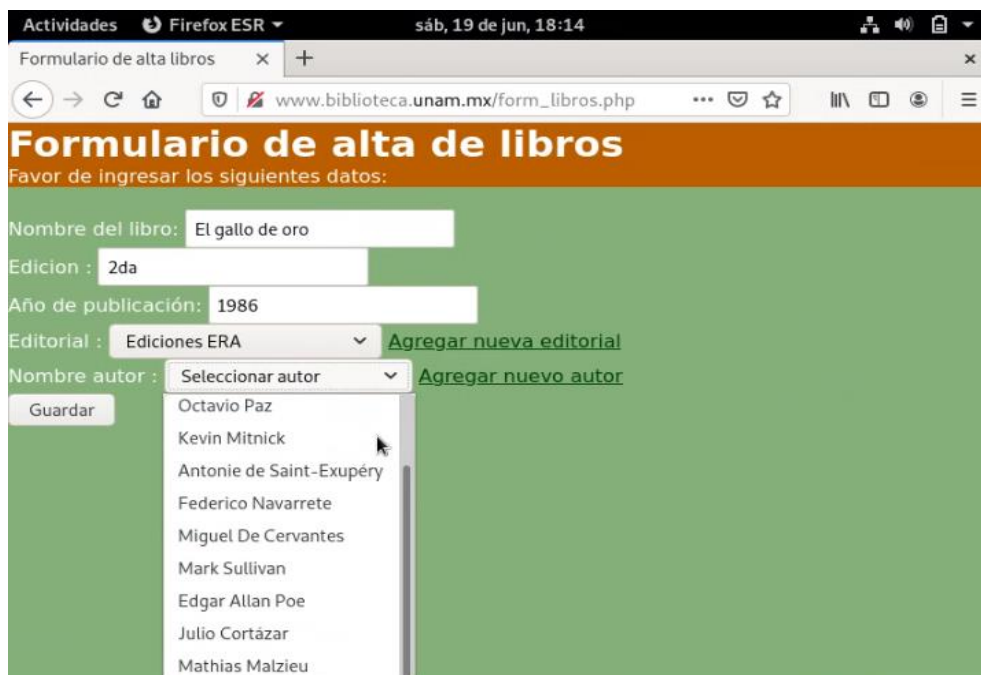 Actividades Firefox ESR sáb, 19 de jun, 18:14
Formulario de alta libros
www.biblioteca.unam.mx/form_libros.php
Formulario de alta de libros
Favor de ingresar los siguientes datos:
Nombre del libro: El gallo de oro
Edicion : 2da
Año de publicación: 1986
Editorial : Ediciones ERA Agregar nueva editorial
Nombre autor : Seleccionar autor Agregar nuevo autor
Guardar
Octavio Paz
Kevin Mitnick
Antonie de Saint-Exupéry
Federico Navarrete
Miguel De Cervantes
Mark Sullivan
Edgar Allan Poe
Julio Cortázar
Mathias Malzieu